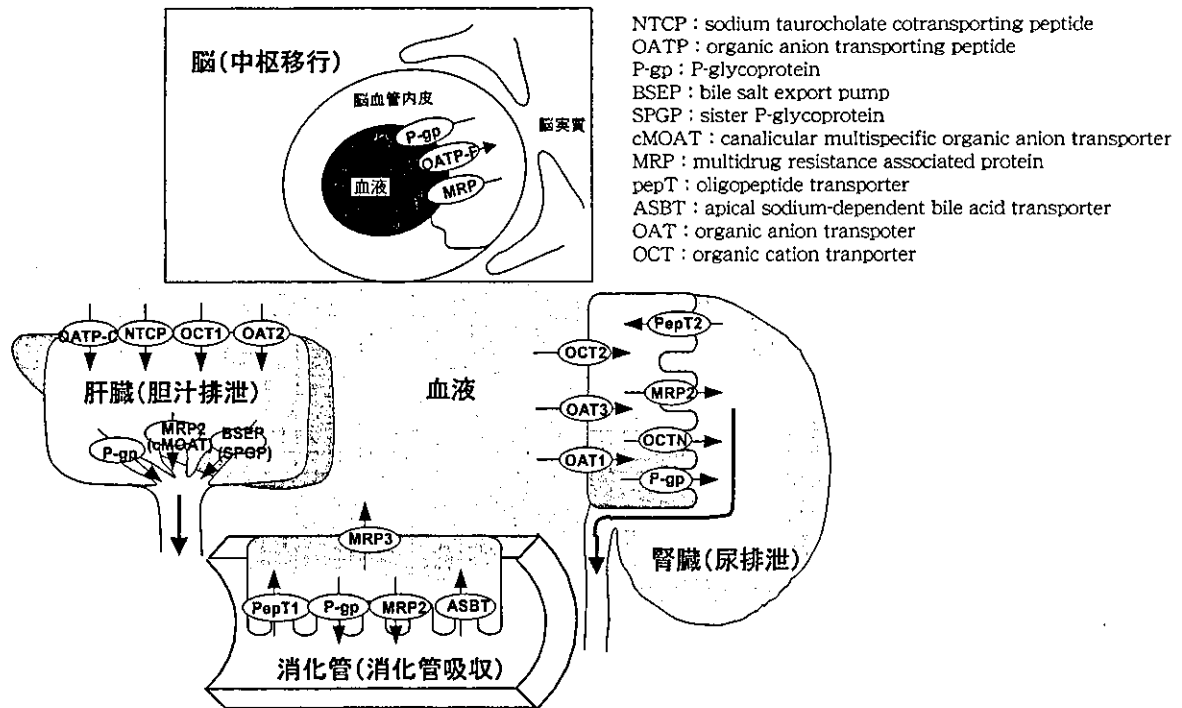 NTCP：sodium taurocholate cotransporting peptide
OATP：organic anion transporting peptide
P-gp：P-glycoprotein
BSEP：bile salt export pump
SPGP：sister P-glycoprotein
cMOAT：canalicular multispecific organic anion transporter
MRP：multidrug resistance associated protein
pepT：oligopeptide transporter
ASBT：apical sodium-dependent bile acid transporter
OAT：organic anion transpoter
OCT：organic cation tranporter
脳(中枢移行)
脳血管内皮
脳実質
P-gp
OATP-F
血液
MRP
OATP-C
NTCP
OCT1
OAT2
肝臓(胆汁排泄)
P-gp
MRP2
(cMOAT)
BSEP
(SPGP)
血液
PepT2
OCT2
MRP2
OAT3
OCTN
OAT1
P-gp
腎臓(尿排泄)
MRP3
PepT1
P-gp
MRP2
ASBT
消化管(消化管吸収)